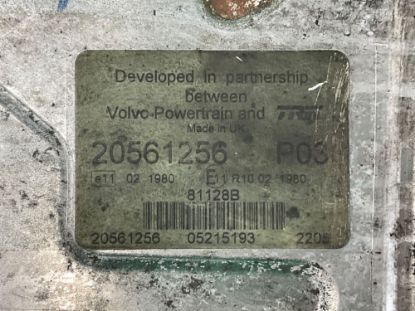 Developed in partnership
between
Volvo Powertrain and TRW
Made in UK
20561256 P03
e11 02 1980 E11 R10 02 1980
81128B
20561256 05215193 2205